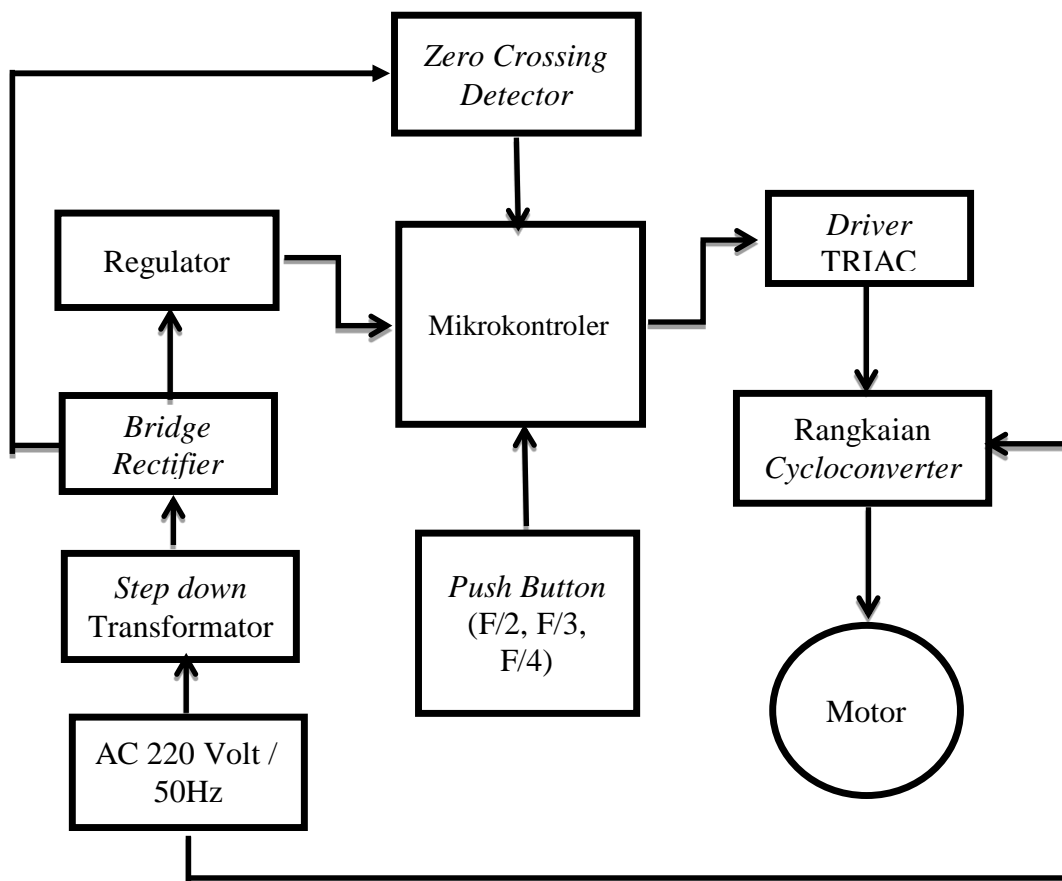 Zero Crossing
Detector
Regulator
Driver
TRIAC
Mikrokontroler
Bridge
Rectifier
Rangkaian
Cycloconverter
Step down
Transformator
Push Button
(F/2, F/3,
F/4)
Motor
AC 220 Volt /
50Hz